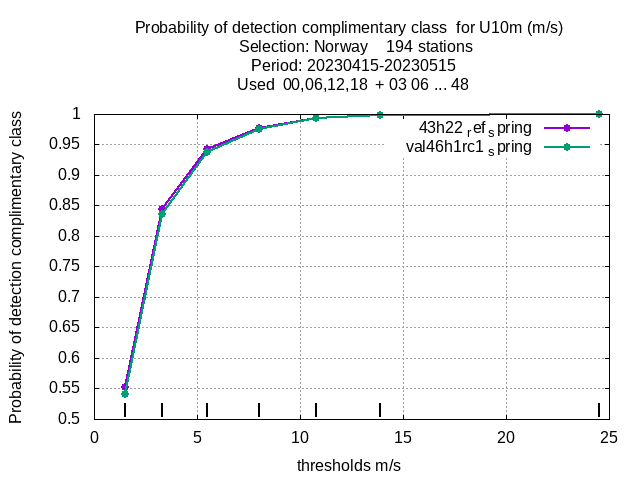 Probability of detection complimentary class for U10m (m/s)
Selection: Norway 194 stations
Period: 20230415-20230515
Used 00,06,12,18 + 03 06 ... 48
Probability of detection complimentary class
1
0.95
0.9
0.85
0.8
0.75
0.7
0.65
0.6
0.55
0.5
43h22 refspring
val46h1rc1 spring
0 5 10 15 20 25
thresholds m/s